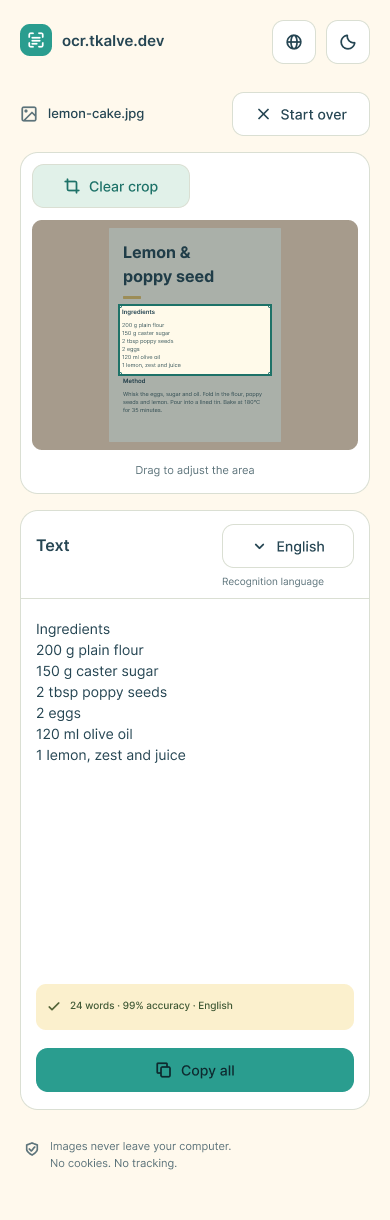 ocr.tkalve.dev
lemon-cake.jpg
Start over
Clear crop
Lemon &
poppy seed
Ingredients
200 g plain flour
150 g caster sugar
2 tbsp poppy seeds
2 eggs
120 ml olive oil
1 lemon, zest and juice
Method
Whisk the eggs, sugar and oil. Fold in the flour, poppy
seeds and lemon. Pour into a lined tin. Bake at 180°C
for 35 minutes.
Drag to adjust the area
Text
English
Recognition language
Ingredients
200 g plain flour
150 g caster sugar
2 tbsp poppy seeds
2 eggs
120 ml olive oil
1 lemon, zest and juice
24 words · 99% accuracy · English
Copy all
Images never leave your computer.
No cookies. No tracking.